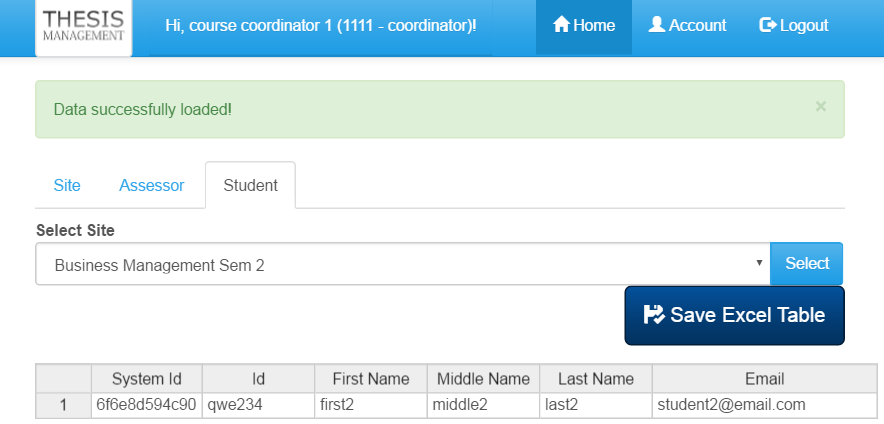 THESIS
MANAGEMENT
Hi, course coordinator 1 (1111 - coordinator)!
Home
Account
Logout
Data successfully loaded!
×
Site
Assessor
Student
Select Site
Business Management Sem 2
Select
Save Excel Table
System Id Id First Name Middle Name Last Name Email
1 6f6e8d594c90 qwe234 first2 middle2 last2 student2@email.com